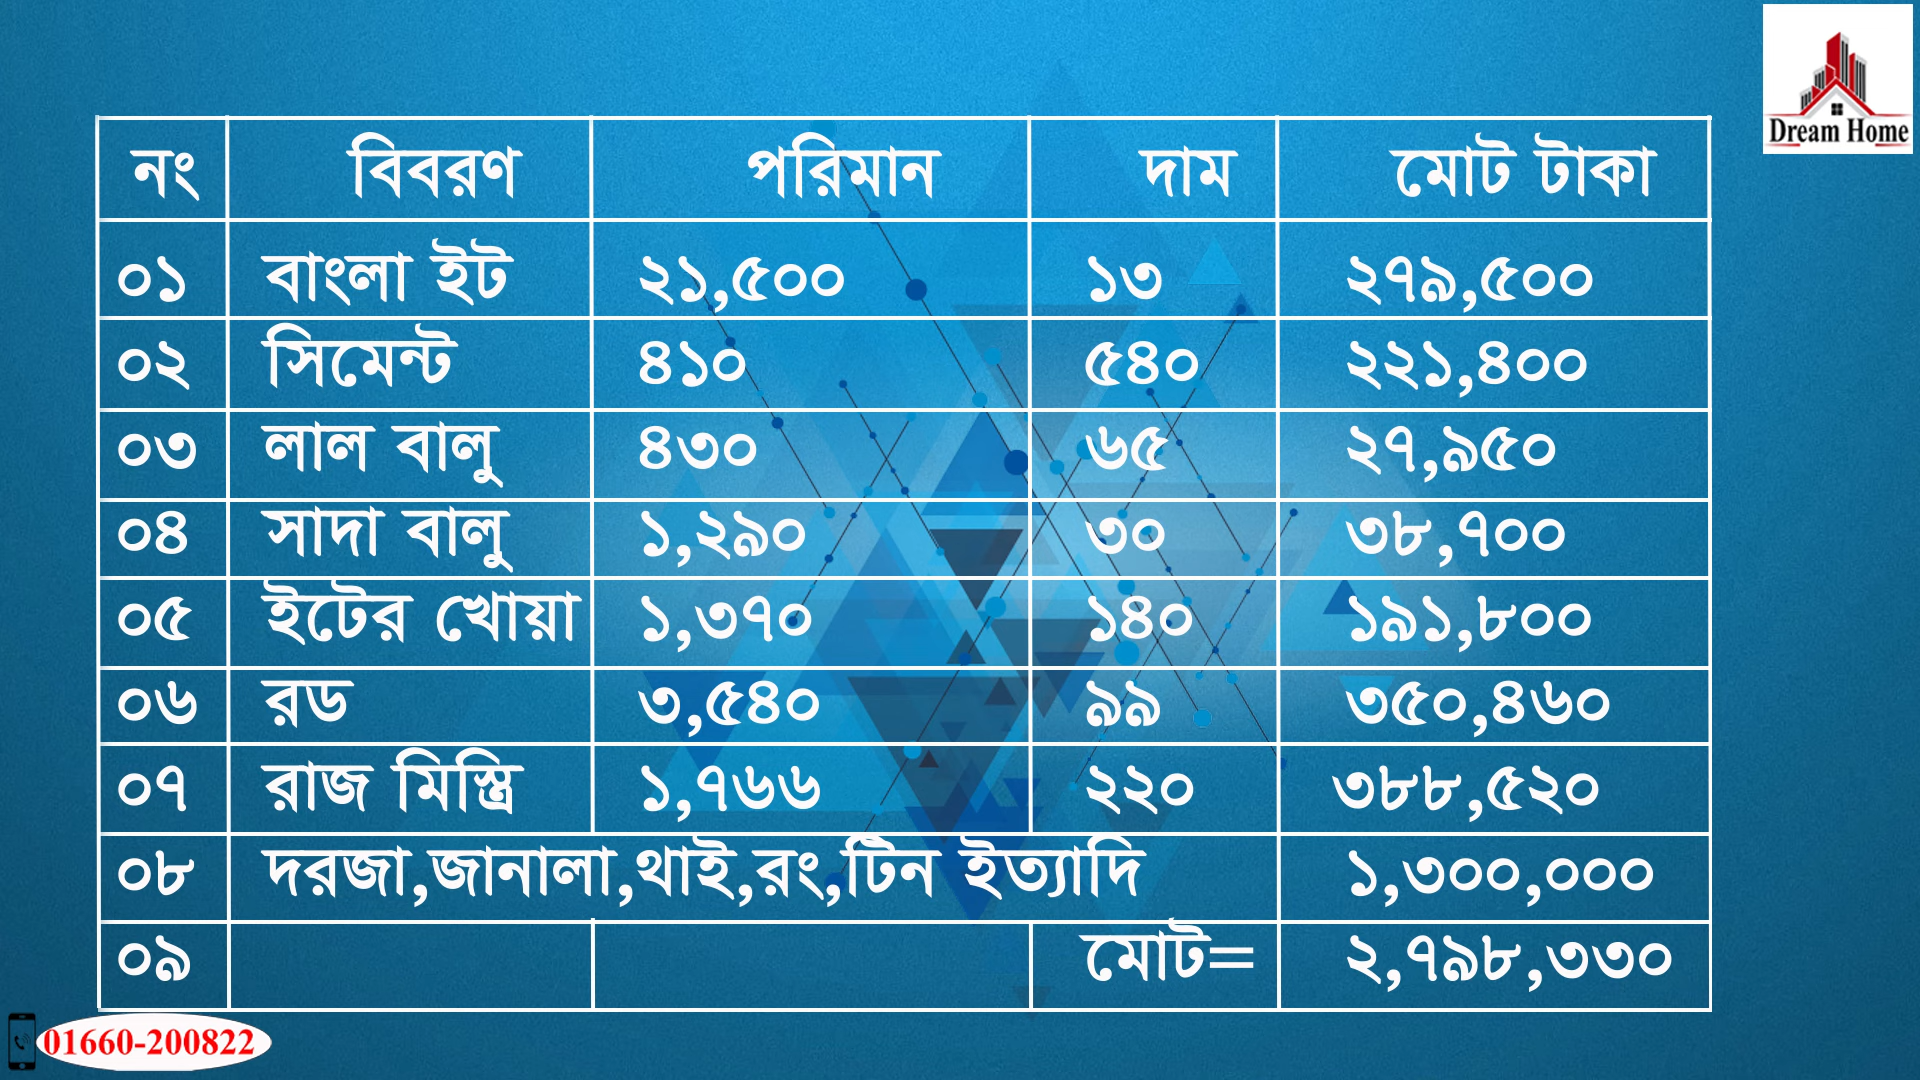 Dream Home
নং বিবরণ পরিমান দাম মোট টাকা
০১ বাংলা ইট ২১,৫০০ ১৩ ২৭৯,৫০০
০২ সিমেন্ট ৪১০ ৫৪০ ২২১,৪০০
০৩ লাল বালু ৪৩০ ৬৫ ২৭,৯৫০
০৪ সাদা বালু ১,২৯০ ৩০ ৩৮,৭০০
০৫ ইটের খোয়া ১,৩৭০ ১৪০ ১৯১,৮০০
০৬ রড ৩,৫৪০ ৯৯ ৩৫০,৪৬০
০৭ রাজ মিস্ত্রি ১,৭৬৬ ২২০ ৩৮৮,৫২০
০৮ দরজা,জানালা,থাই,রং,টিন ইত্যাদি ১,৩০০,০০০
০৯ মোট= ২,৭৯৮,৩৩০
01660-200822